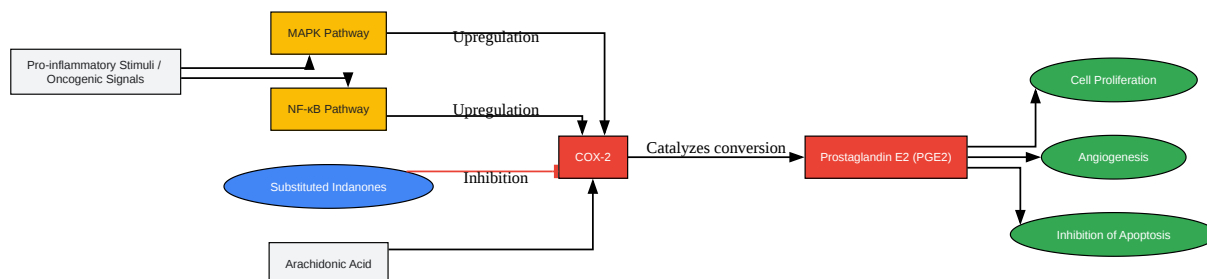 MAPK Pathway
Upregulation
Pro-inflammatory Stimuli /
Oncogenic Signals
Cell Proliferation
NF-κB Pathway
Upregulation
COX-2
Catalyzes conversion
Prostaglandin E2 (PGE2)
Angiogenesis
Substituted Indanones
Inhibition
Inhibition of Apoptosis
Arachidonic Acid